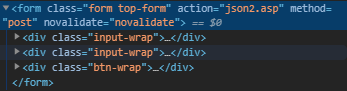 ▼<form class="form top-form" action="json2.asp" method=
"post" novalidate="novalidate"> == $0
▶<div class="input-wrap">…</div>
▶<div class="input-wrap">…</div>
▶<div class="btn-wrap">…</div>
</form>